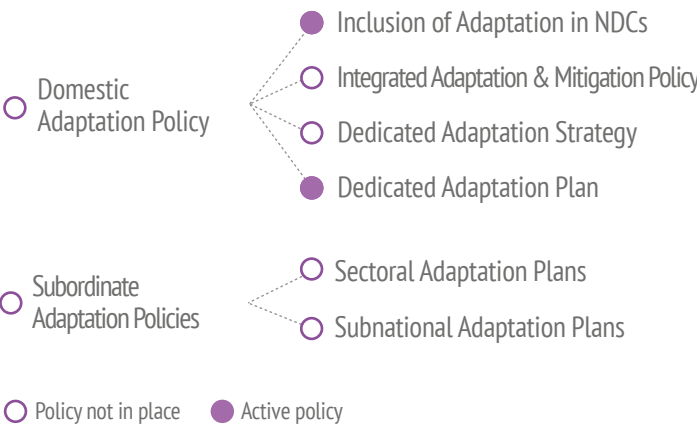 Domestic
Adaptation Policy
Inclusion of Adaptation in NDCs
Integrated Adaptation & Mitigation Policy
Dedicated Adaptation Strategy
Dedicated Adaptation Plan
Subordinate
Adaptation Policies
Sectoral Adaptation Plans
Subnational Adaptation Plans
Policy not in place
Active policy